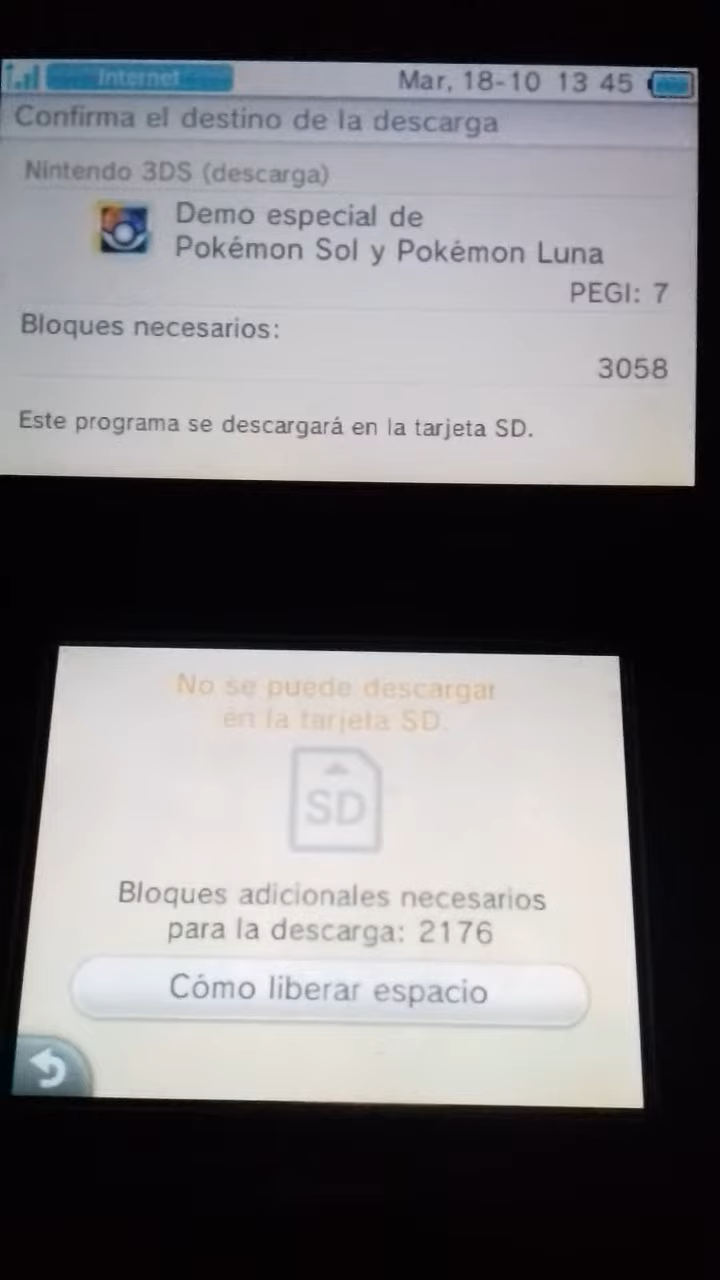 Internet
Mar, 18-10 13 45
Confirma el destino de la descarga
Nintendo 3DS (descarga)
Demo especial de
Pokémon Sol y Pokémon Luna
PEGI: 7
Bloques necesarios:
3058
Este programa se descargará en la tarjeta SD.
No se puede descargar
en la tarjeta SD.
SD
Bloques adicionales necesarios
para la descarga: 2176
Cómo liberar espacio